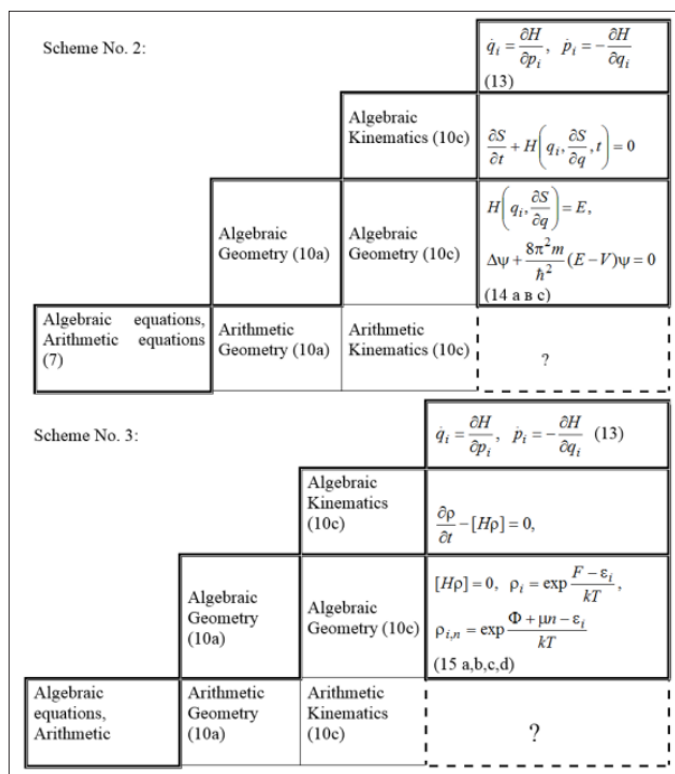 Scheme No. 2:
q̇ᵢ = ∂H/∂pᵢ, ṗᵢ = −∂H/∂qᵢ
(13)
Algebraic
Kinematics (10c)
∂S/∂t + H(qᵢ, ∂S/∂q, t) = 0
Algebraic
Geometry (10a)
Algebraic
Geometry (10c)
H(qᵢ, ∂S/∂q) = E,
Δψ + 8π²m/ℏ² (E−V)ψ = 0
(14 а в с)
Algebraic equations,
Arithmetic equations
(7)
Arithmetic
Geometry (10a)
Arithmetic
Kinematics (10c)
?
Scheme No. 3:
q̇ᵢ = ∂H/∂pᵢ, ṗᵢ = −∂H/∂qᵢ (13)
Algebraic
Kinematics
(10c)
∂ρ/∂t − [Hρ] = 0,
Algebraic
Geometry
(10a)
Algebraic
Geometry (10c)
[Hρ] = 0, ρᵢ = exp (F − εᵢ)/kT,
ρᵢ,ₙ = exp (Φ + μn − εᵢ)/kT
(15 a,b,c,d)
Algebraic
equations,
Arithmetic
Arithmetic
Geometry
(10a)
Arithmetic
Kinematics
(10c)
?